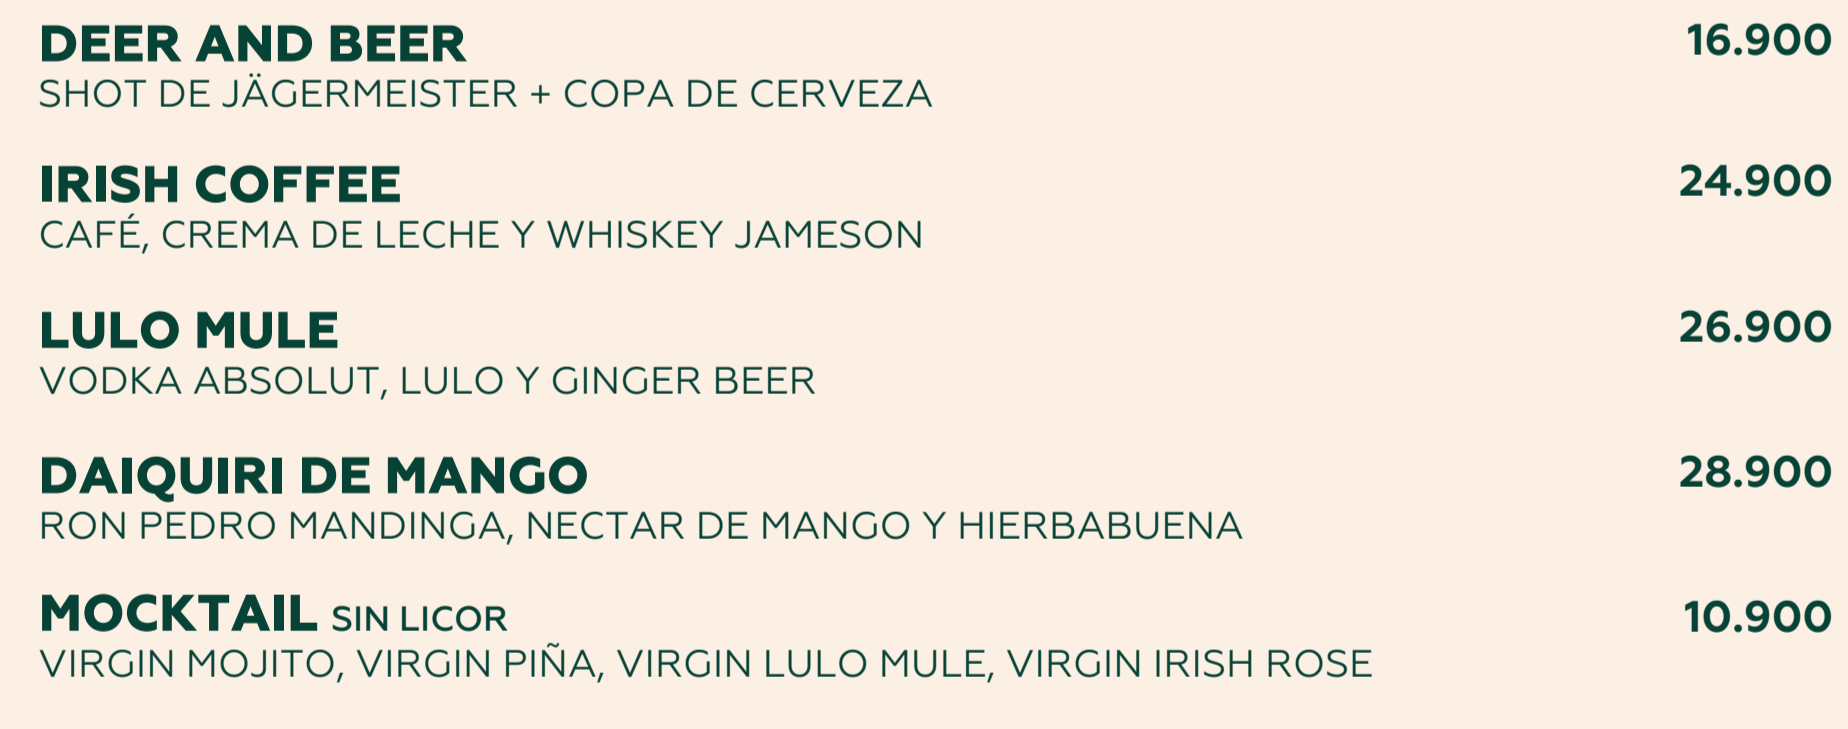 DEER AND BEER 16.900
SHOT DE JÄGERMEISTER + COPA DE CERVEZA
IRISH COFFEE 24.900
CAFÉ, CREMA DE LECHE Y WHISKEY JAMESON
LULO MULE 26.900
VODKA ABSOLUT, LULO Y GINGER BEER
DAIQUIRI DE MANGO 28.900
RON PEDRO MANDINGA, NECTAR DE MANGO Y HIERBABUENA
MOCKTAIL SIN LICOR 10.900
VIRGIN MOJITO, VIRGIN PIÑA, VIRGIN LULO MULE, VIRGIN IRISH ROSE